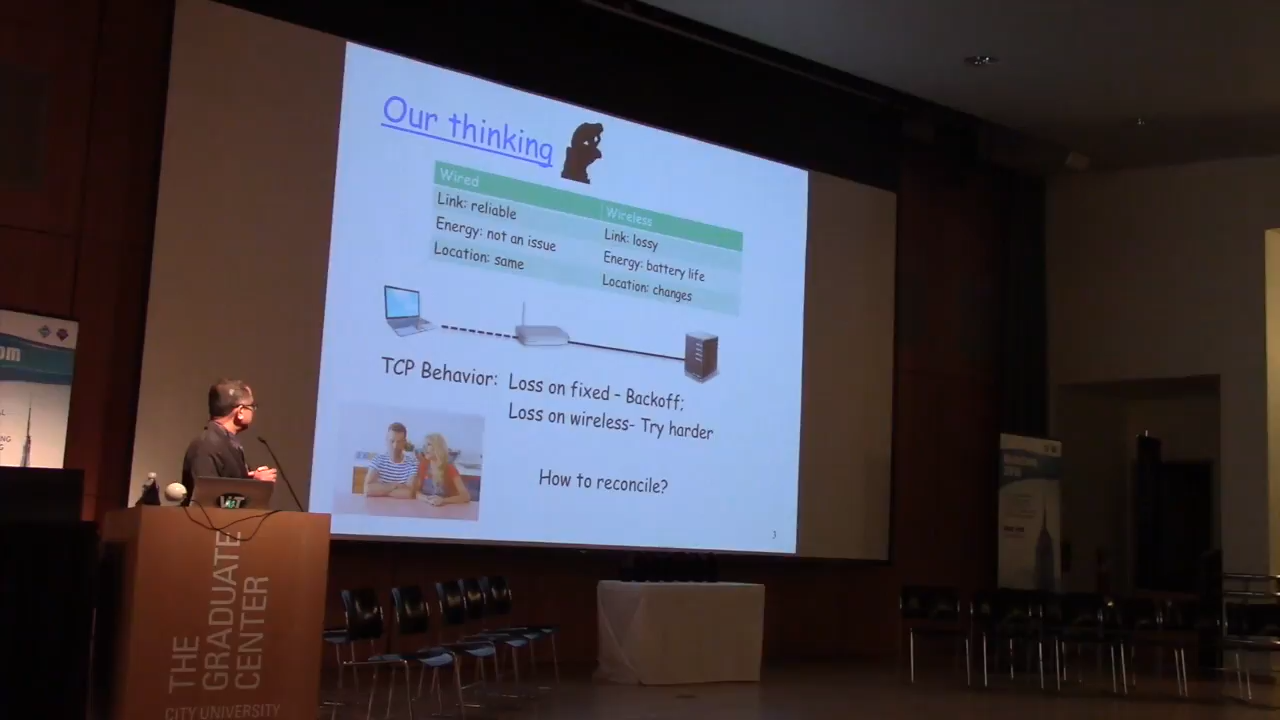 Our thinking
Wired
Wireless
Link: reliable
Link: lossy
Energy: not an issue
Energy: battery life
Location: same
Location: changes
TCP Behavior: Loss on fixed - Backoff;
Loss on wireless- Try harder
How to reconcile?
3
THE
GRADUATE
CENTER
CITY UNIVERSITY